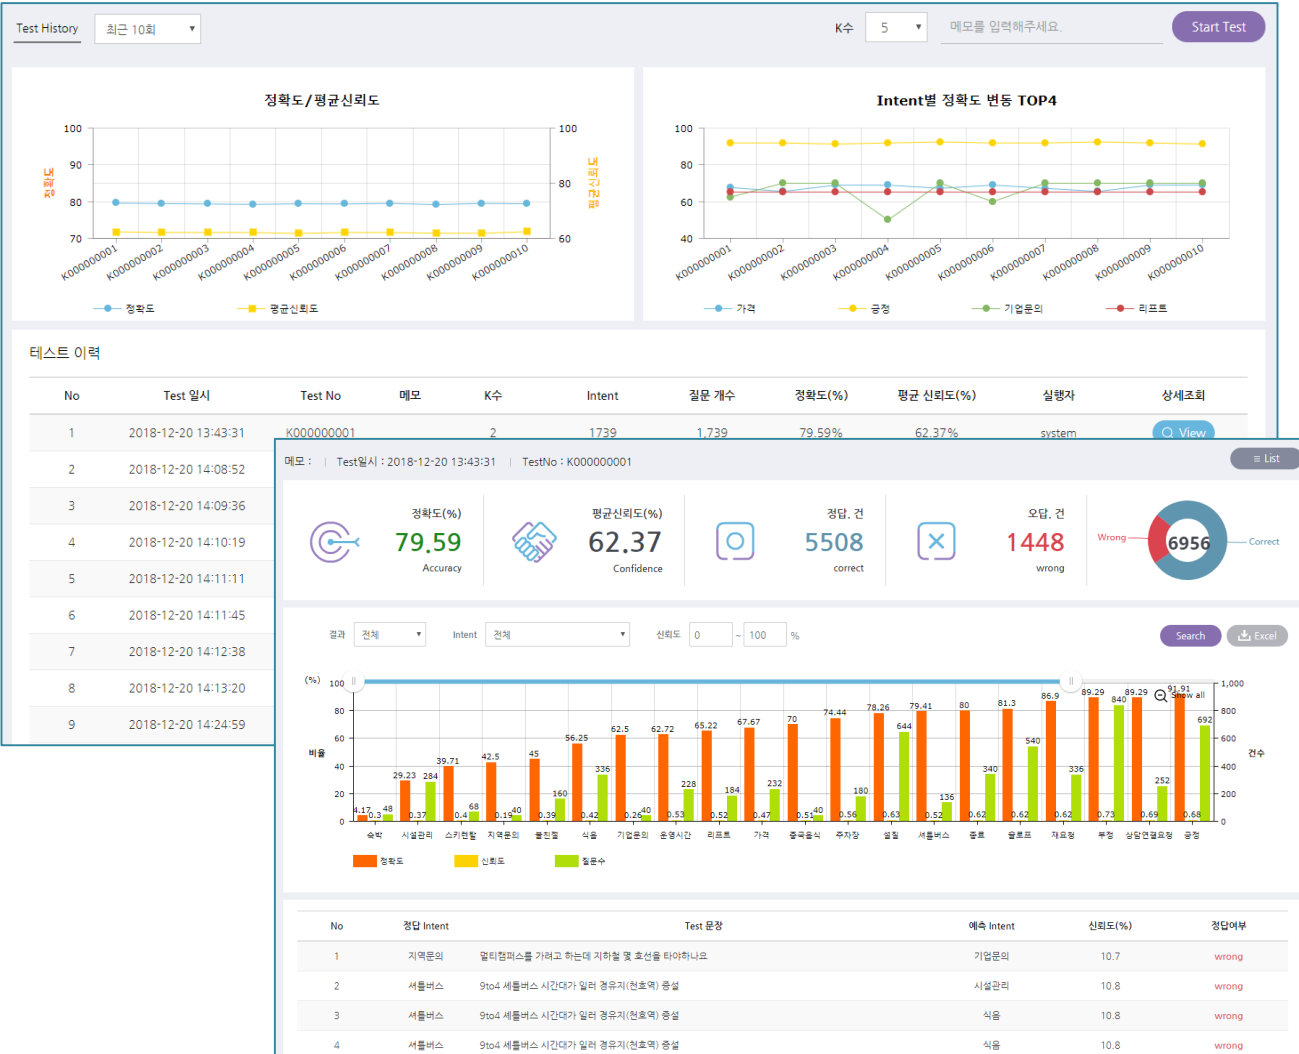 Test History 최근 10회 K수 5 메모를 입력해주세요. Start Test
정확도/평균신뢰도
100 100
90
80 80
70 60
정확도
평균신뢰도
K000000001 K000000002 K000000003 K000000004 K000000005 K000000006 K000000007 K000000008 K000000009 K000000010
정확도 평균신뢰도
Intent별 정확도 변동 TOP4
100
80
60
40
K000000001 K000000002 K000000003 K000000004 K000000005 K000000006 K000000007 K000000008 K000000009 K000000010
가격 긍정 기업문의 리프트
테스트 이력
No Test 일시 Test No 메모 K수 Intent 질문 개수 정확도(%) 평균 신뢰도(%) 실행자 상세조회
1 2018-12-20 13:43:31 K000000001 2 1739 1,739 79.59% 62.37% system View
2 2018-12-20 14:08:52
3 2018-12-20 14:09:36
4 2018-12-20 14:10:19
5 2018-12-20 14:11:11
6 2018-12-20 14:11:45
7 2018-12-20 14:12:38
8 2018-12-20 14:13:20
9 2018-12-20 14:24:59
메모 : | Test일시 : 2018-12-20 13:43:31 | TestNo : K000000001 List
정확도(%) 평균신뢰도(%) 정답, 건 오답, 건
79.59 62.37 5508 1448
Accuracy Confidence correct wrong
Wrong 6956 Correct
결과 전체 Intent 전체 신뢰도 0 ~ 100 % Search Excel
(%) 100 1,000
80 800
60 600
40 400
20 200
0 0
비율 건수
Show all
4.17 29.23 39.71 42.5 45 56.25 62.5 62.72 65.22 67.67 70 74.44 78.26 79.41 80 81.3 86.9 89.29 89.29 91.91
0.3 0.37 0.4 0.19 0.39 0.42 0.26 0.53 0.52 0.47 0.51 0.56 0.63 0.52 0.62 0.62 0.62 0.73 0.69 0.68
48 284 68 40 160 336 40 228 184 232 40 180 644 136 340 540 336 840 252 692
숙박 시설관리 스키렌탈 지역문의 불친절 식음 기업문의 운영시간 리프트 가격 중국음식 주차장 설질 셔틀버스 종료 슬로프 재요청 부정 상담연결요청 긍정
정확도 신뢰도 질문수
No 정답 Intent Test 문장 예측 Intent 신뢰도(%) 정답여부
1 지역문의 멀티캠퍼스를 가려고 하는데 지하철 몇 호선을 타야하나요 기업문의 10.7 wrong
2 셔틀버스 9to4 셔틀버스 시간대가 일러 경유지(천호역) 증설 시설관리 10.8 wrong
3 셔틀버스 9to4 셔틀버스 시간대가 일러 경유지(천호역) 증설 식음 10.8 wrong
4 셔틀버스 9to4 셔틀버스 시간대가 일러 경유지(천호역) 증설 식음 10.8 wrong